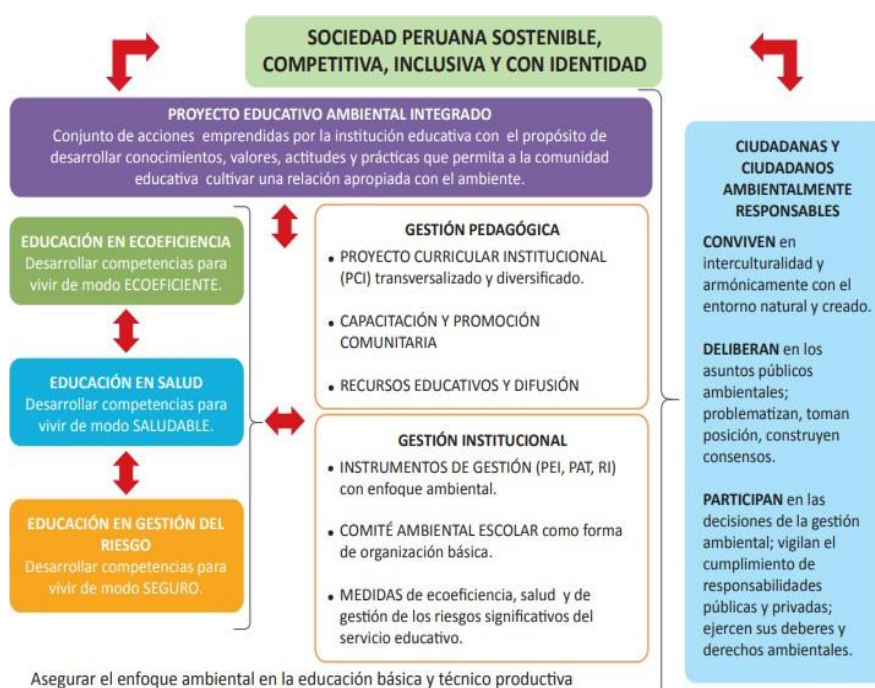 SOCIEDAD PERUANA SOSTENIBLE,
COMPETITIVA, INCLUSIVA Y CON IDENTIDAD
PROYECTO EDUCATIVO AMBIENTAL INTEGRADO
Conjunto de acciones emprendidas por la institución educativa con el propósito de
desarrollar conocimientos, valores, actitudes y prácticas que permita a la comunidad
educativa cultivar una relación apropiada con el ambiente.
EDUCACIÓN EN ECOEFICIENCIA
Desarrollar competencias para
vivir de modo ECOEFICIENTE.
EDUCACIÓN EN SALUD
Desarrollar competencias para
vivir de modo SALUDABLE.
EDUCACIÓN EN GESTIÓN DEL
RIESGO
Desarrollar competencias para
vivir de modo SEGURO.
GESTIÓN PEDAGÓGICA
• PROYECTO CURRICULAR INSTITUCIONAL
(PCI) transversalizado y diversificado.
• CAPACITACIÓN Y PROMOCIÓN
COMUNITARIA
• RECURSOS EDUCATIVOS Y DIFUSIÓN
GESTIÓN INSTITUCIONAL
• INSTRUMENTOS DE GESTIÓN (PEI, PAT, RI)
con enfoque ambiental.
• COMITÉ AMBIENTAL ESCOLAR como forma
de organización básica.
• MEDIDAS de ecoeficiencia, salud y de
gestión de los riesgos significativos del
servicio educativo.
CIUDADANAS Y
CIUDADANOS
AMBIENTALMENTE
RESPONSABLES
CONVIVEN en
interculturalidad y
armónicamente con el
entorno natural y creado.
DELIBERAN en los
asuntos públicos
ambientales;
problematizan, toman
posición, construyen
consensos.
PARTICIPAN en las
decisiones de la gestión
ambiental; vigilan el
cumplimiento de
responsabilidades
públicas y privadas;
ejercen sus deberes y
derechos ambientales.
Asegurar el enfoque ambiental en la educación básica y técnico productiva